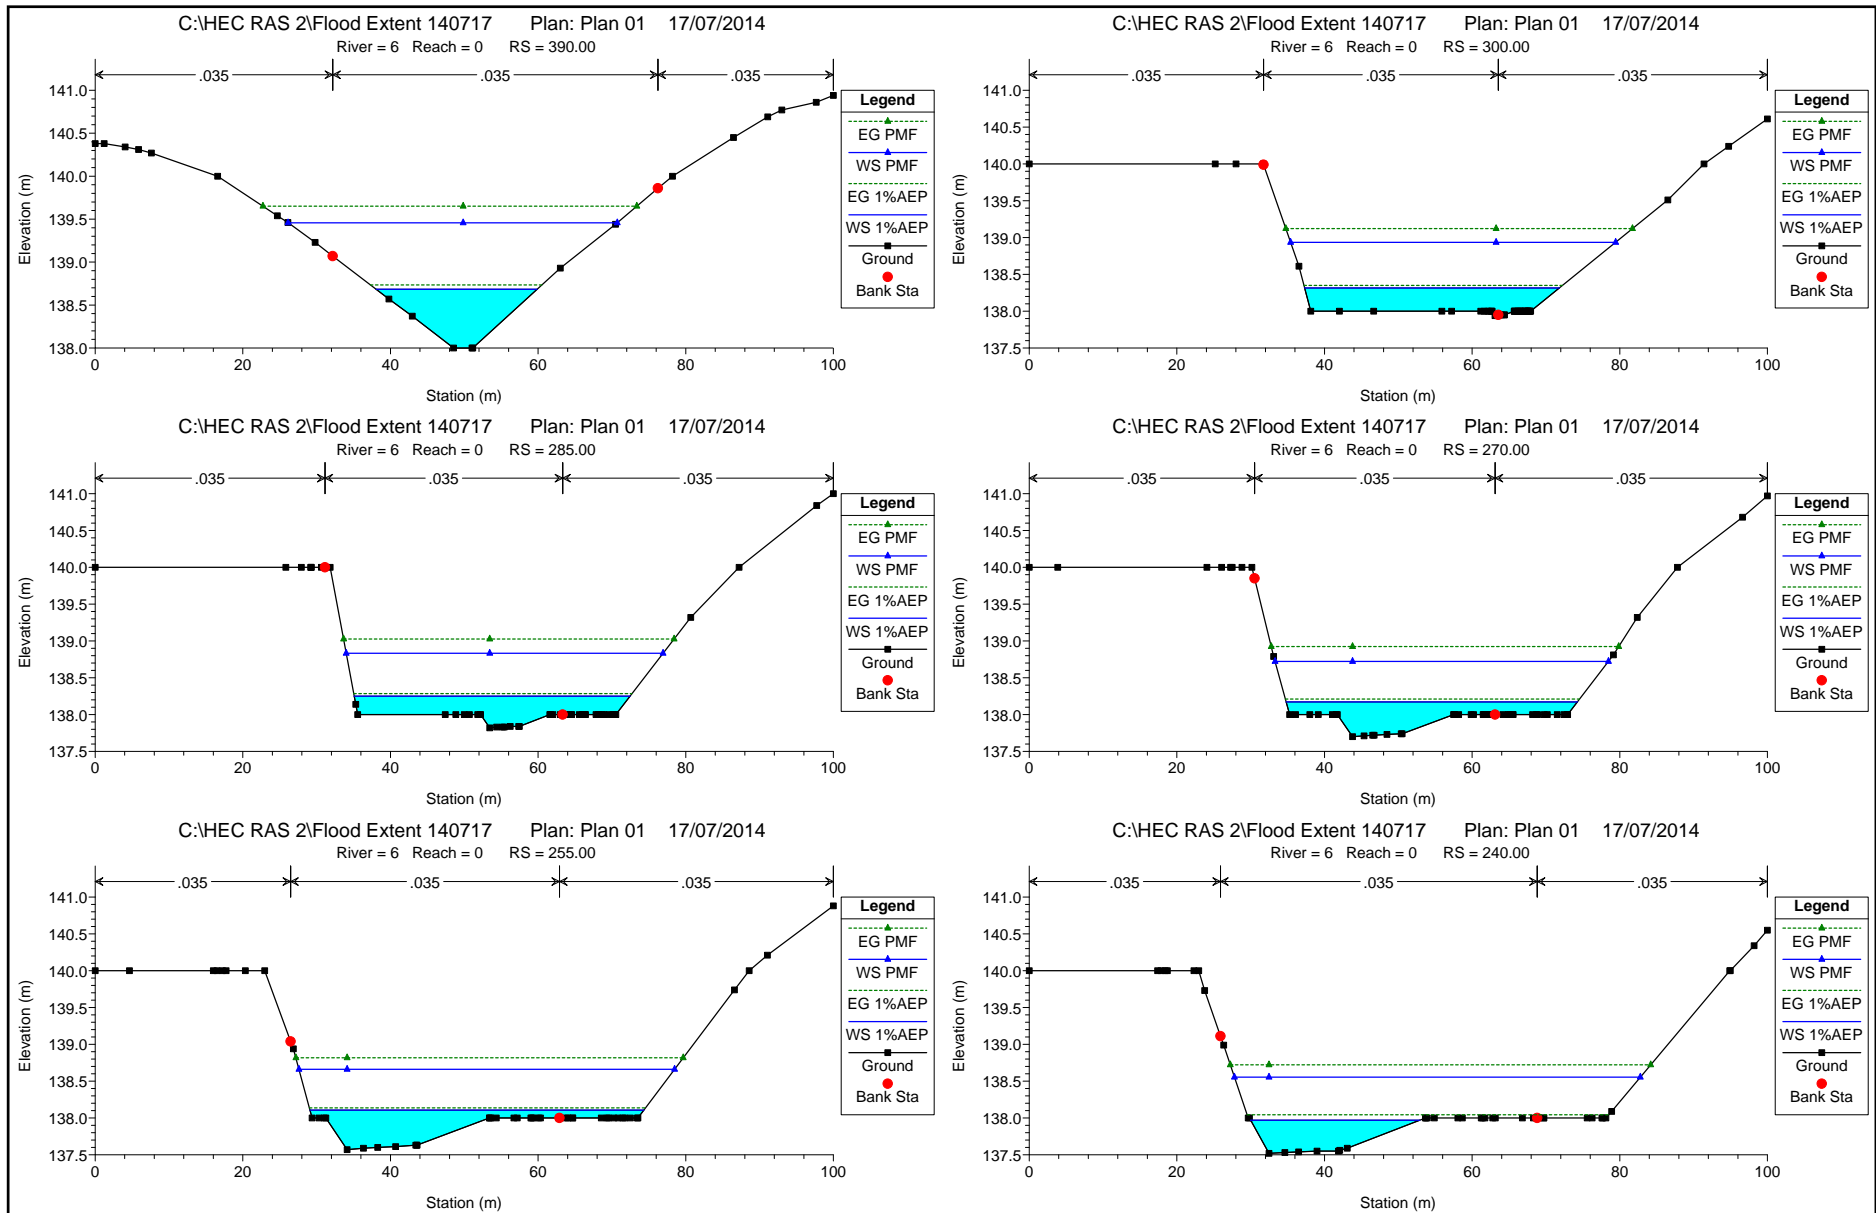 C:\HEC RAS 2\Flood Extent 140717 Plan: Plan 01 17/07/2014
River = 6 Reach = 0 RS = 390.00
.035 .035 .035
141.0
140.5
140.0
139.5
139.0
138.5
138.0
Elevation (m)
0 20 40 60 80 100
Station (m)
Legend
EG PMF
WS PMF
EG 1%AEP
WS 1%AEP
Ground
Bank Sta
C:\HEC RAS 2\Flood Extent 140717 Plan: Plan 01 17/07/2014
River = 6 Reach = 0 RS = 300.00
.035 .035 .035
141.0
140.5
140.0
139.5
139.0
138.5
138.0
137.5
Elevation (m)
0 20 40 60 80 100
Station (m)
Legend
EG PMF
WS PMF
EG 1%AEP
WS 1%AEP
Ground
Bank Sta
C:\HEC RAS 2\Flood Extent 140717 Plan: Plan 01 17/07/2014
River = 6 Reach = 0 RS = 285.00
.035 .035 .035
141.0
140.5
140.0
139.5
139.0
138.5
138.0
137.5
Elevation (m)
0 20 40 60 80 100
Station (m)
Legend
EG PMF
WS PMF
EG 1%AEP
WS 1%AEP
Ground
Bank Sta
C:\HEC RAS 2\Flood Extent 140717 Plan: Plan 01 17/07/2014
River = 6 Reach = 0 RS = 270.00
.035 .035 .035
141.0
140.5
140.0
139.5
139.0
138.5
138.0
137.5
Elevation (m)
0 20 40 60 80 100
Station (m)
Legend
EG PMF
WS PMF
EG 1%AEP
WS 1%AEP
Ground
Bank Sta
C:\HEC RAS 2\Flood Extent 140717 Plan: Plan 01 17/07/2014
River = 6 Reach = 0 RS = 255.00
.035 .035 .035
141.0
140.5
140.0
139.5
139.0
138.5
138.0
137.5
Elevation (m)
0 20 40 60 80 100
Station (m)
Legend
EG PMF
WS PMF
EG 1%AEP
WS 1%AEP
Ground
Bank Sta
C:\HEC RAS 2\Flood Extent 140717 Plan: Plan 01 17/07/2014
River = 6 Reach = 0 RS = 240.00
.035 .035 .035
141.0
140.5
140.0
139.5
139.0
138.5
138.0
137.5
Elevation (m)
0 20 40 60 80 100
Station (m)
Legend
EG PMF
WS PMF
EG 1%AEP
WS 1%AEP
Ground
Bank Sta